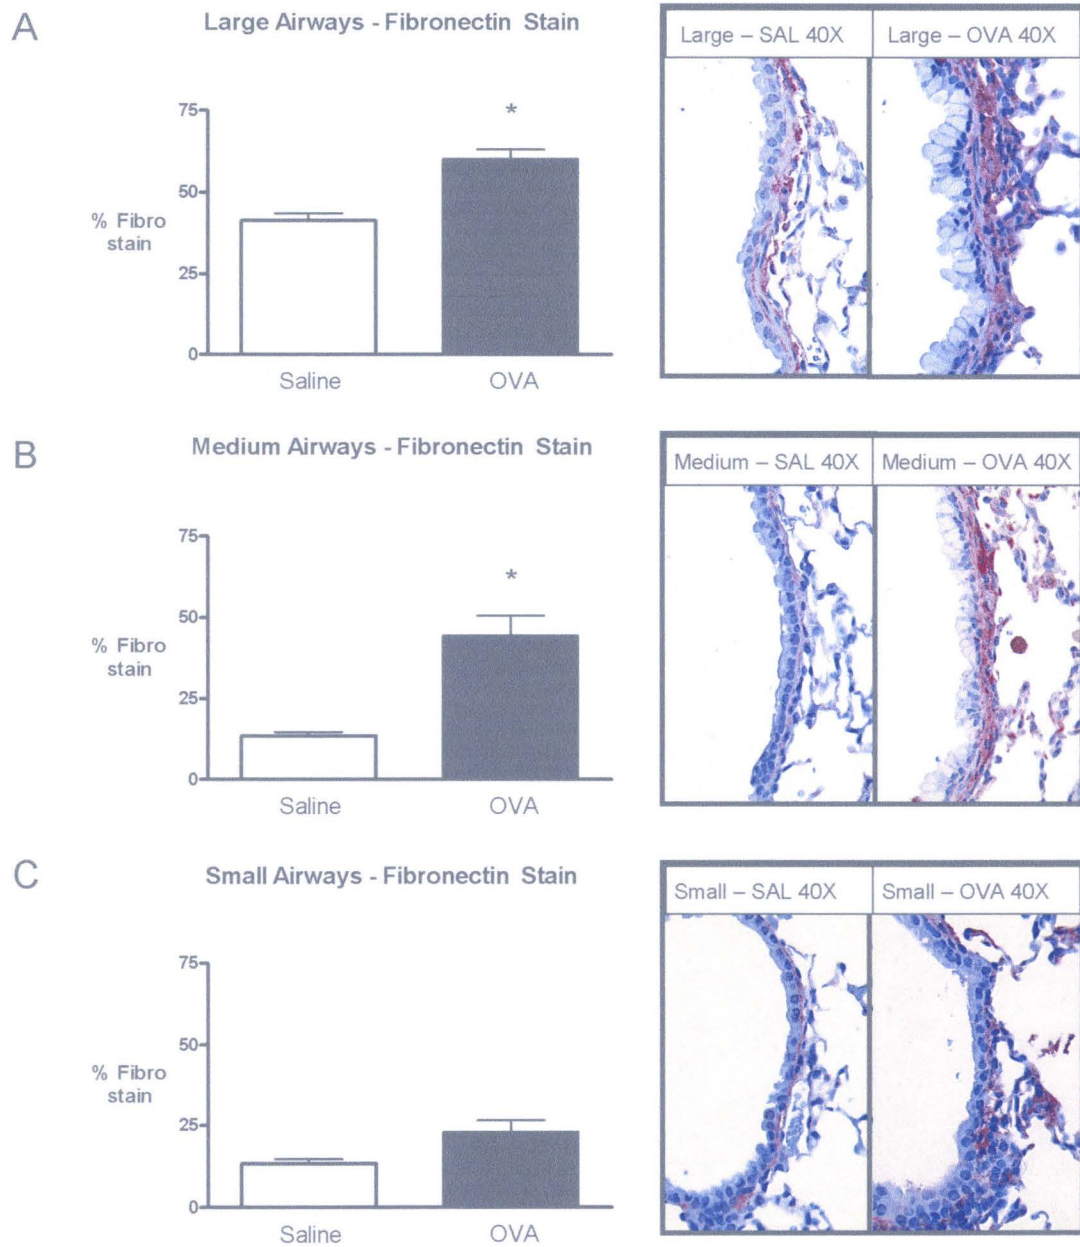 A
Large Airways - Fibronectin Stain
75
50
25
0
% Fibro
stain
*
Saline
OVA
Large – SAL 40X
Large – OVA 40X
B
Medium Airways - Fibronectin Stain
75
50
25
0
% Fibro
stain
*
Saline
OVA
Medium – SAL 40X
Medium – OVA 40X
C
Small Airways - Fibronectin Stain
75
50
25
0
% Fibro
stain
Saline
OVA
Small – SAL 40X
Small – OVA 40X